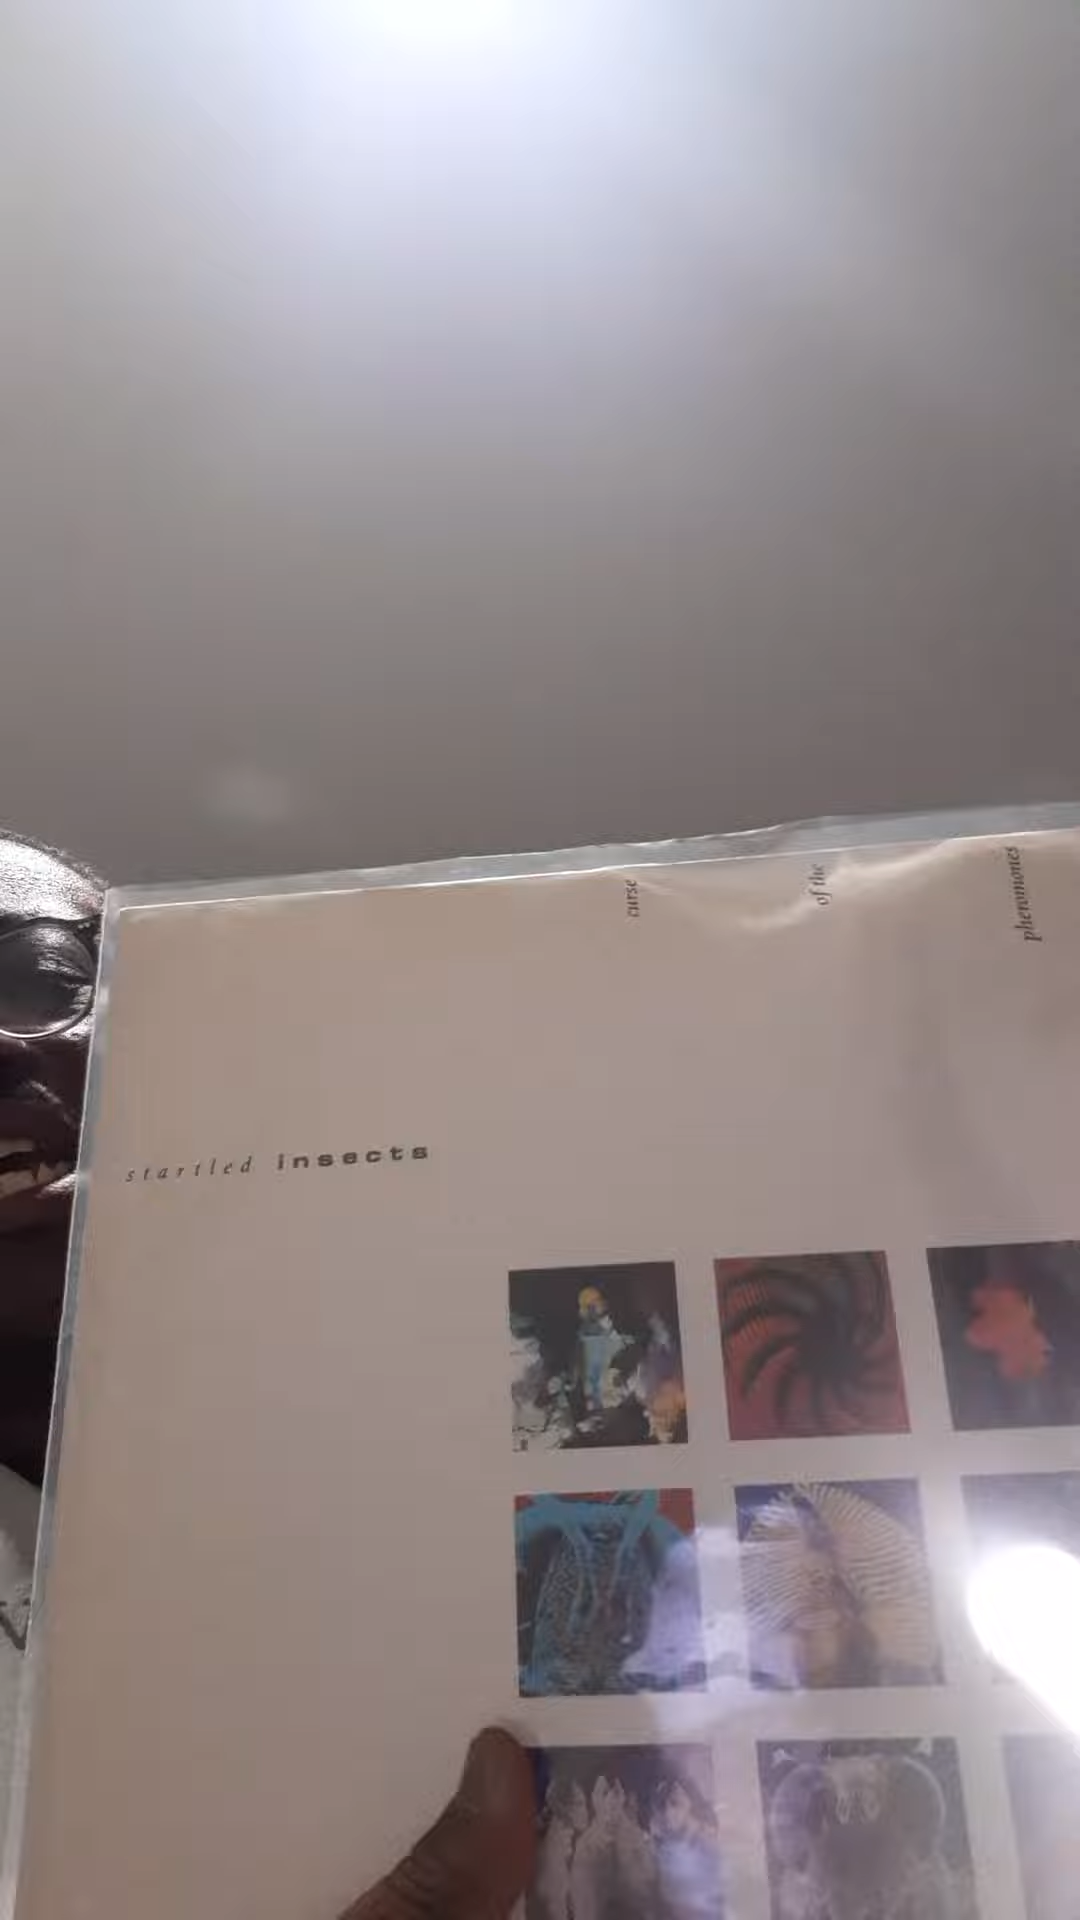 curse
of the
pheromones
startled insects